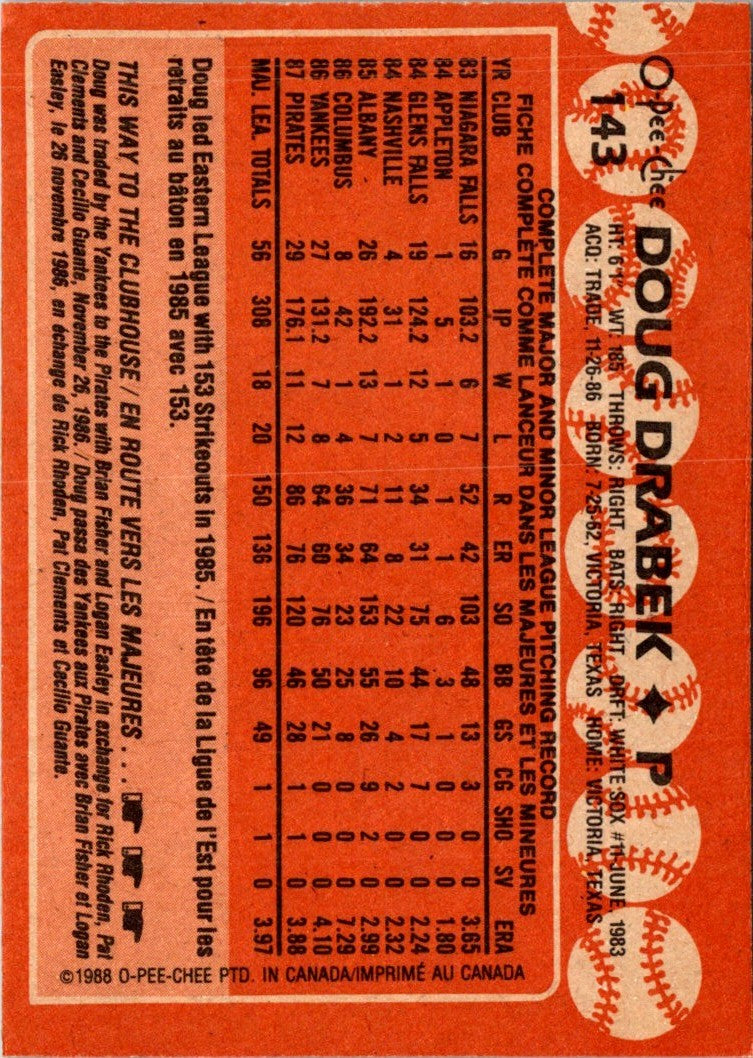 O-Pee-Chee DOUG DRABEK ◆ P
143 HT: 6'1" WT: 185 THROWS: RIGHT BATS: RIGHT DRFT: WHITE SOX #11-JUNE, 1983
ACQ: TRADE, 11-26-86 BORN: 7-25-62, VICTORIA, TEXAS HOME: VICTORIA, TEXAS
COMPLETE MAJOR AND MINOR LEAGUE PITCHING RECORD
FICHE COMPLÈTE COMME LANCEUR DANS LES MAJEURES ET LES MINEURES
YR CLUB G IP W L R ER SO BB GS CG SHO SV ERA
83 NIAGARA FALLS 16 103.2 6 7 52 42 103 48 13 3 0 0 3.65
84 APPLETON 1 5 1 0 1 1 6 3 1 0 0 0 1.80
84 GLENS FALLS 19 124.2 12 5 34 31 75 44 17 7 0 0 2.24
84 NASHVILLE 4 31 1 2 11 8 22 10 4 2 0 0 2.32
85 ALBANY 26 192.2 13 7 71 64 153 55 26 9 2 0 2.99
86 COLUMBUS 8 42 1 4 36 34 23 25 8 0 0 0 7.29
86 YANKEES 27 131.2 7 8 64 60 76 50 21 0 0 0 4.10
87 PIRATES 29 176.1 11 12 86 76 120 46 28 1 1 0 3.88
MAJ. LEA. TOTALS 56 308 18 20 150 136 196 96 49 1 1 0 3.97
Doug led Eastern League with 153 Strikeouts in 1985. / En tête de la Ligue de l'Est pour les
retraits au bâton en 1985 avec 153.
THIS WAY TO THE CLUBHOUSE / EN ROUTE VERS LES MAJEURES . . .
Doug was traded by the Yankees to the Pirates with Brian Fisher and Logan Easley in exchange for Rick Rhoden, Pat
Clements and Cecilio Guante, November 26, 1986. / Doug passa des Yankees aux Pirates avec Brian Fisher et Logan
Easley, le 26 novembre 1986, en échange de Rick Rhoden, Pat Clements et Cecilio Guante.
©1988 O-PEE-CHEE PTD. IN CANADA/IMPRIMÉ AU CANADA